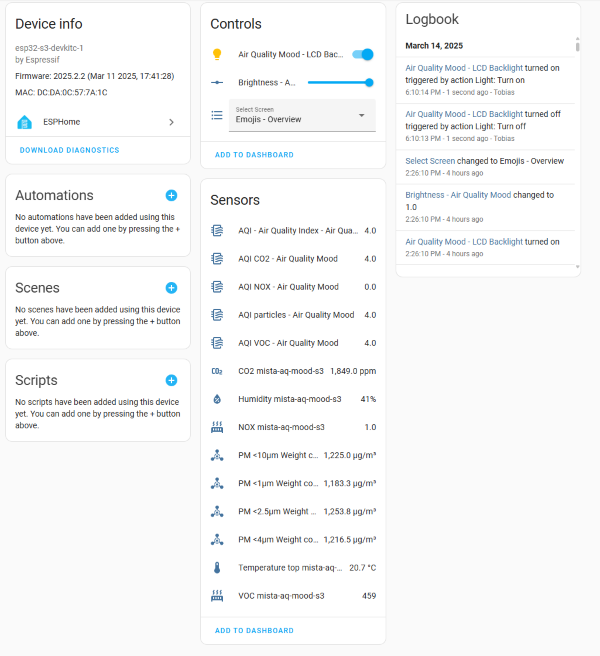 Device info
esp32-s3-devkitc-1
by Espressif
Firmware: 2025.2.2 (Mar 11 2025, 17:41:28)
MAC: DC:DA:0C:57:7A:1C
ESPHome
DOWNLOAD DIAGNOSTICS
Automations
No automations have been added using this
device yet. You can add one by pressing the +
button above.
Scenes
No scenes have been added using this device
yet. You can add one by pressing the + button
above.
Scripts
No scripts have been added using this device
yet. You can add one by pressing the + button
above.
Controls
Air Quality Mood - LCD Bac...
Brightness - A...
Select Screen
Emojis - Overview
ADD TO DASHBOARD
Sensors
AQI - Air Quality Index - Air Qua... 4.0
AQI CO2 - Air Quality Mood 4.0
AQI NOX - Air Quality Mood 0.0
AQI particles - Air Quality Mood 4.0
AQI VOC - Air Quality Mood 4.0
CO₂ CO2 mista-aq-mood-s3 1,849.0 ppm
Humidity mista-aq-mood-s3 41%
NOX mista-aq-mood-s3 1.0
PM <10µm Weight c... 1,225.0 µg/m³
PM <1µm Weight co... 1,183.3 µg/m³
PM <2.5µm Weight ... 1,253.8 µg/m³
PM <4µm Weight co... 1,216.5 µg/m³
Temperature top mista-aq-... 20.7 °C
VOC mista-aq-mood-s3 459
ADD TO DASHBOARD
Logbook
March 14, 2025
Air Quality Mood - LCD Backlight turned on
triggered by action Light: Turn on
6:10:14 PM - 1 second ago - Tobias
Air Quality Mood - LCD Backlight turned off
triggered by action Light: Turn off
6:10:13 PM - 1 second ago - Tobias
Select Screen changed to Emojis - Overview
2:26:10 PM - 4 hours ago
Brightness - Air Quality Mood changed to
1.0
2:26:10 PM - 4 hours ago
Air Quality Mood - LCD Backlight turned on
2:26:10 PM - 4 hours ago